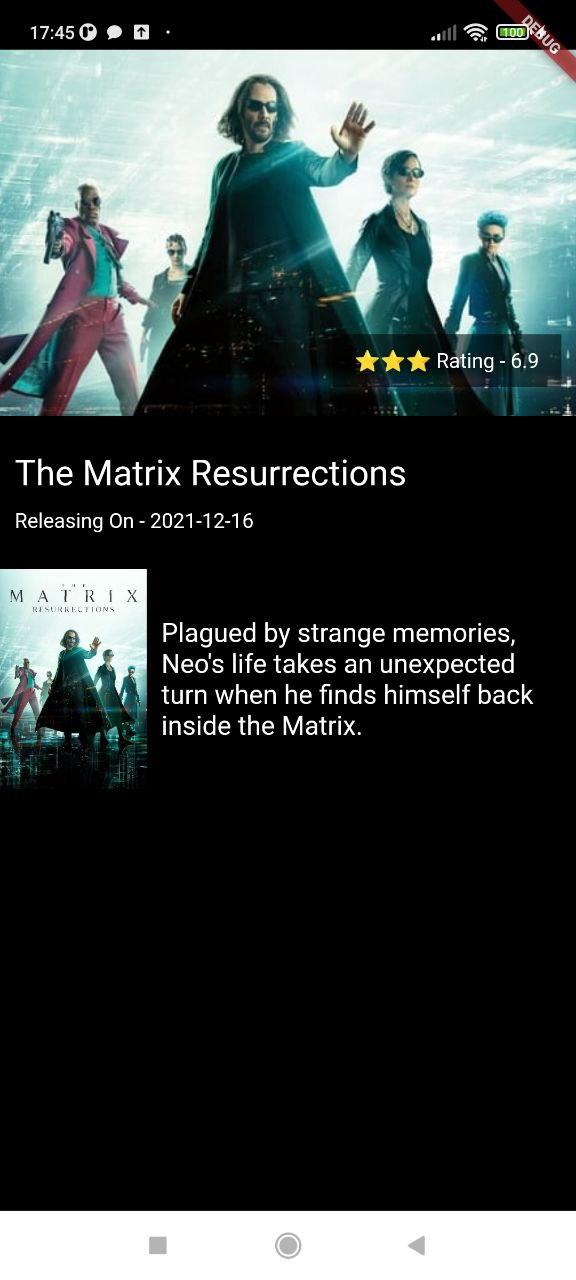 17:45
100
DEBUG
⭐⭐⭐ Rating - 6.9
The Matrix Resurrections
Releasing On - 2021-12-16
THE
MATRIX
RESURRECTIONS
Plagued by strange memories,
Neo's life takes an unexpected
turn when he finds himself back
inside the Matrix.